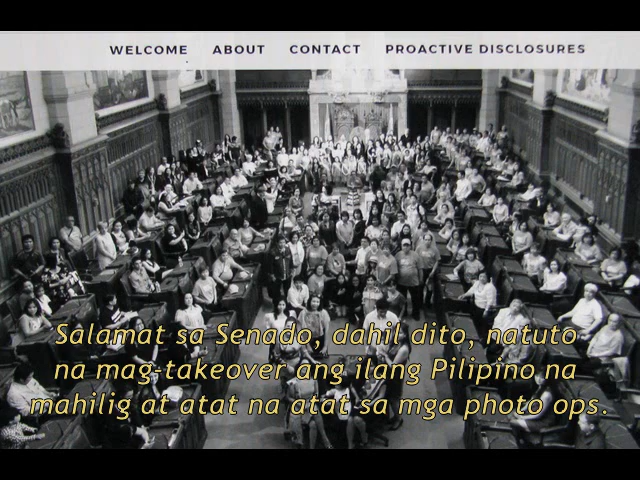 WELCOME ABOUT CONTACT PROACTIVE DISCLOSURES
Salamat sa Senado, dahil dito, natuto
na mag-takeover ang ilang Pilipino na
mahilig at atat na atat sa mga photo ops.